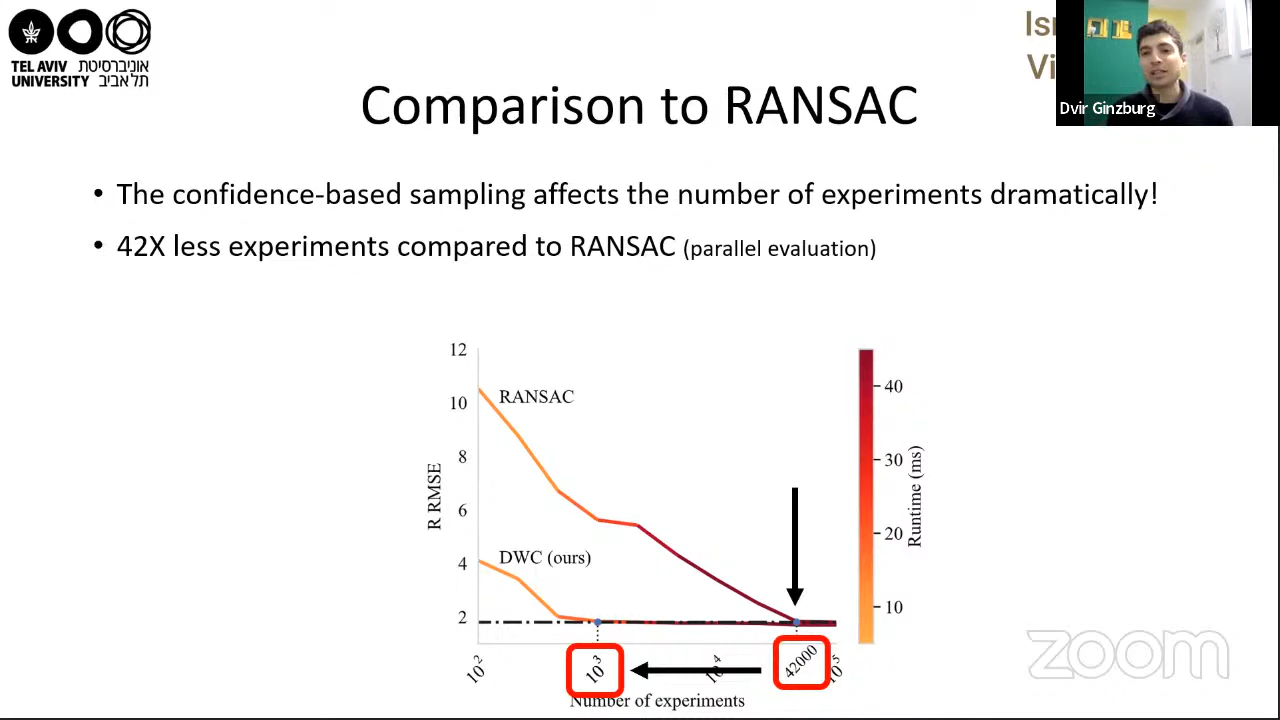 TEL AVIV אוניברסיטת
UNIVERSITY תל אביב
Comparison to RANSAC
Dvir Ginzburg
• The confidence-based sampling affects the number of experiments dramatically!
• 42X less experiments compared to RANSAC (parallel evaluation)
12
10
8
6
4
2
R RMSE
RANSAC
DWC (ours)
40
30
20
10
Runtime (ms)
10²
10³
10⁴
42000
10⁵
Number of experiments
zoom